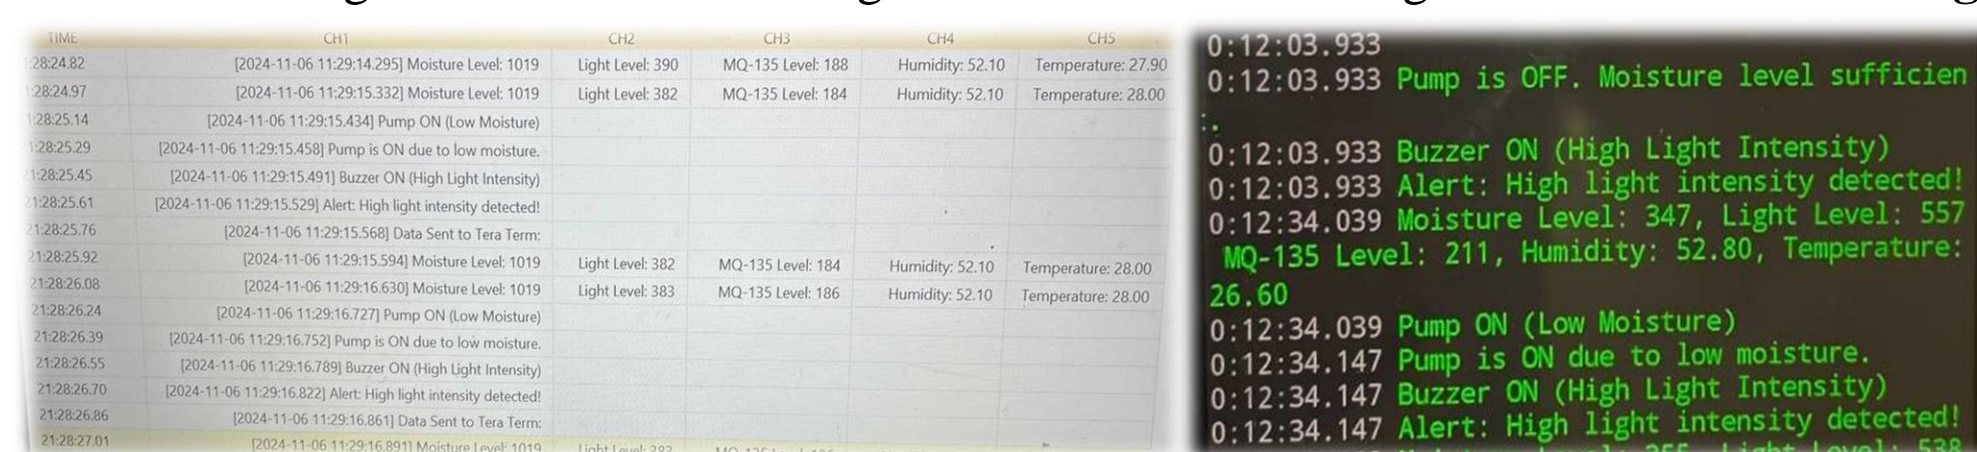 TIME CH1 CH2 CH3 CH4 CH5
:28:24.82 [2024-11-06 11:29:14.295] Moisture Level: 1019 Light Level: 390 MQ-135 Level: 188 Humidity: 52.10 Temperature: 27.90
:28:24.97 [2024-11-06 11:29:15.332] Moisture Level: 1019 Light Level: 382 MQ-135 Level: 184 Humidity: 52.10 Temperature: 28.00
:28:25.14 [2024-11-06 11:29:15.434] Pump ON (Low Moisture)
:28:25.29 [2024-11-06 11:29:15.458] Pump is ON due to low moisture.
1:28:25.45 [2024-11-06 11:29:15.491] Buzzer ON (High Light Intensity)
1:28:25.61 [2024-11-06 11:29:15.529] Alert: High light intensity detected!
21:28:25.76 [2024-11-06 11:29:15.568] Data Sent to Tera Term:
21:28:25.92 [2024-11-06 11:29:15.594] Moisture Level: 1019 Light Level: 382 MQ-135 Level: 184 Humidity: 52.10 Temperature: 28.00
21:28:26.08 [2024-11-06 11:29:16.630] Moisture Level: 1019 Light Level: 383 MQ-135 Level: 186 Humidity: 52.10 Temperature: 28.00
21:28:26.24 [2024-11-06 11:29:16.727] Pump ON (Low Moisture)
21:28:26.39 [2024-11-06 11:29:16.752] Pump is ON due to low moisture.
21:28:26.55 [2024-11-06 11:29:16.789] Buzzer ON (High Light Intensity)
21:28:26.70 [2024-11-06 11:29:16.822] Alert: High light intensity detected!
21:28:26.86 [2024-11-06 11:29:16.861] Data Sent to Tera Term:
21:28:27.01 [2024-11-06 11:29:16.891] Moisture Level: 1019 Light Level:
0:12:03.933
0:12:03.933 Pump is OFF. Moisture level sufficien
:.
0:12:03.933 Buzzer ON (High Light Intensity)
0:12:03.933 Alert: High light intensity detected!
0:12:34.039 Moisture Level: 347, Light Level: 557
MQ-135 Level: 211, Humidity: 52.80, Temperature:
26.60
0:12:34.039 Pump ON (Low Moisture)
0:12:34.147 Pump is ON due to low moisture.
0:12:34.147 Buzzer ON (High Light Intensity)
0:12:34.147 Alert: High light intensity detected!
Light Level: 538